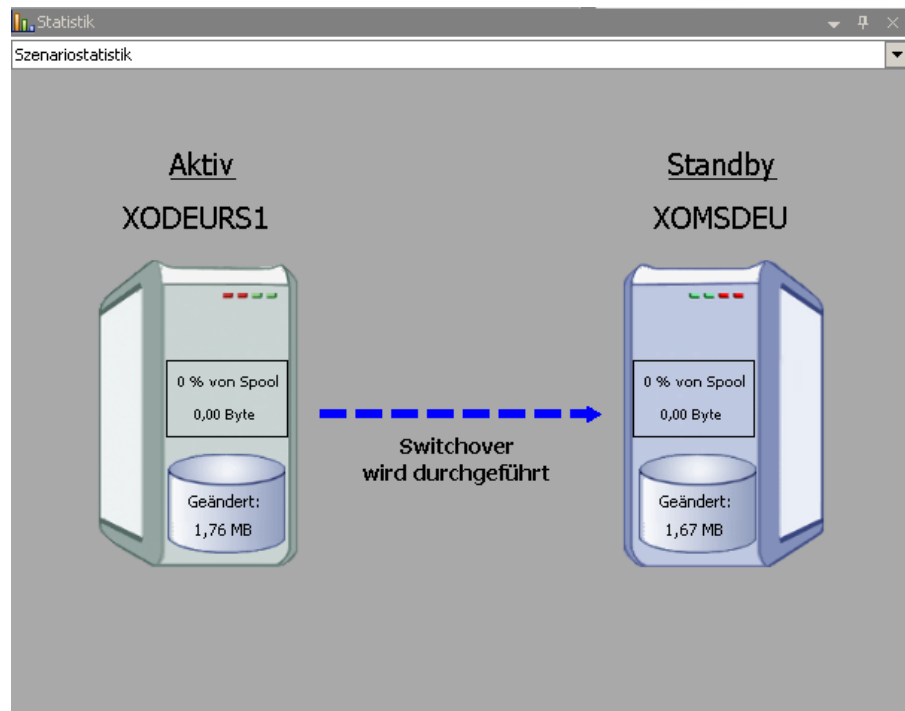 Statistik
Szenariostatistik
Aktiv
Standby
XODEURS1
XOMSDEU
0 % von Spool
0,00 Byte
0 % von Spool
0,00 Byte
Switchover
wird durchgeführt
Geändert:
1,76 MB
Geändert:
1,67 MB